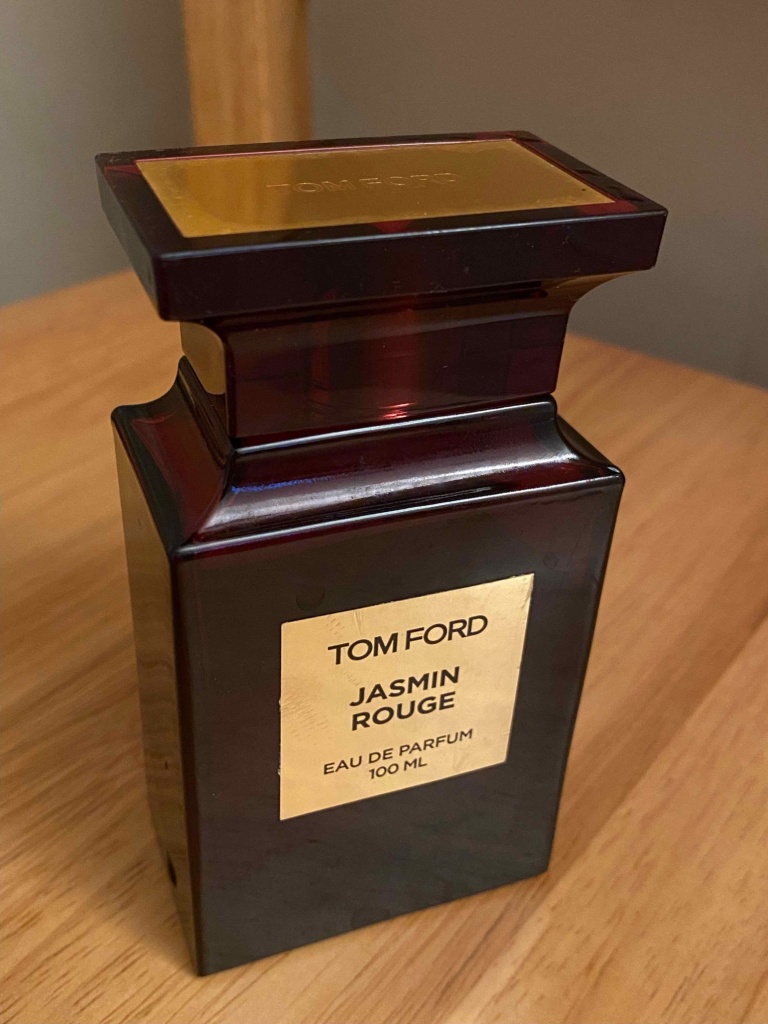 TOM FORD
TOM FORD
JASMIN
ROUGE
EAU DE PARFUM
100 ML